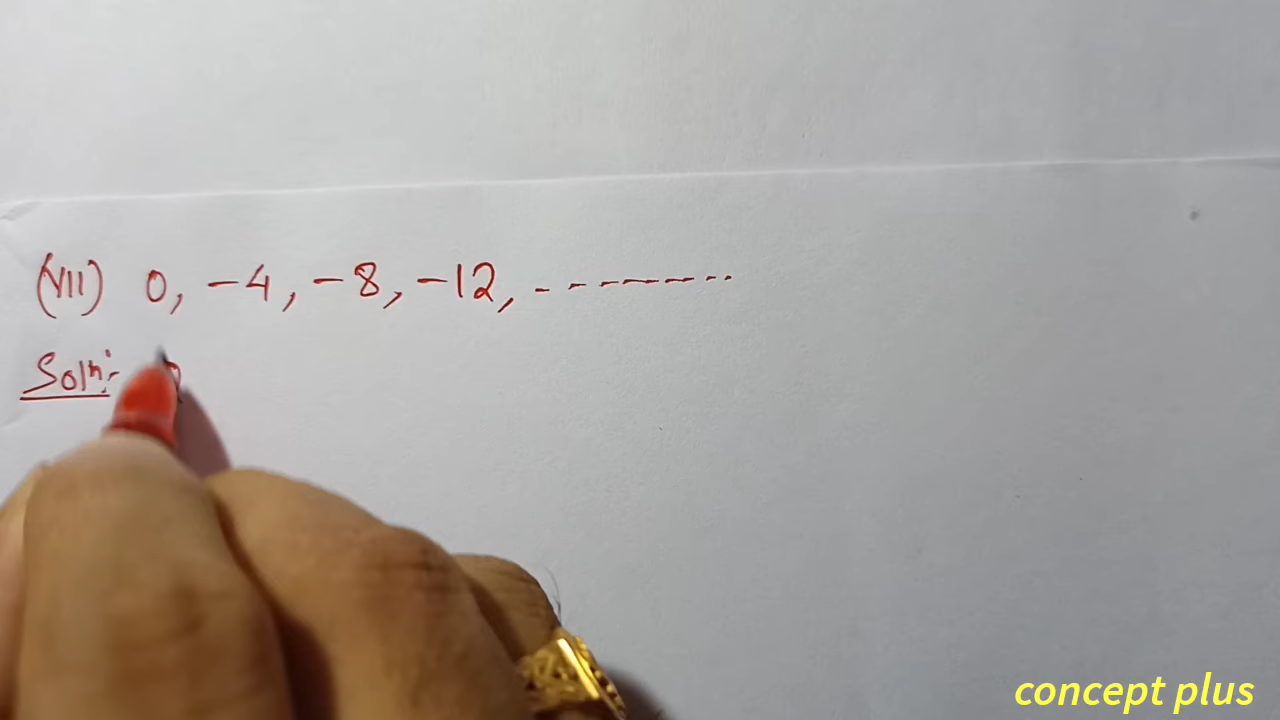 (VII) 0, -4, -8, -12, ---------
Soln:-
concept plus